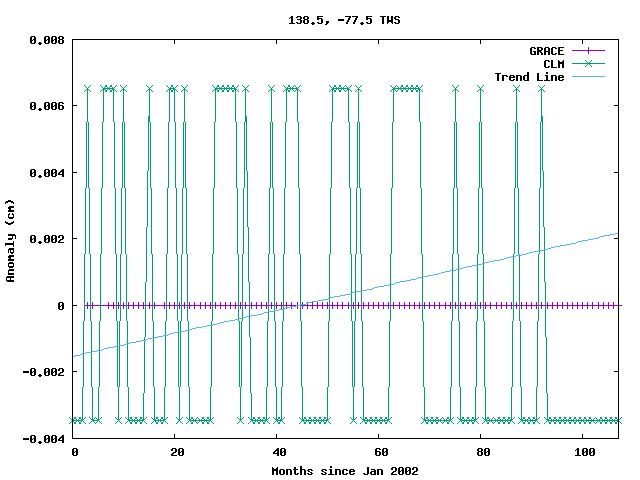 138.5, -77.5 TWS
0.008
GRACE
CLM
Trend Line
0.006
0.004
0.002
0
-0.002
-0.004
Anomaly (cm)
0 20 40 60 80 100
Months since Jan 2002